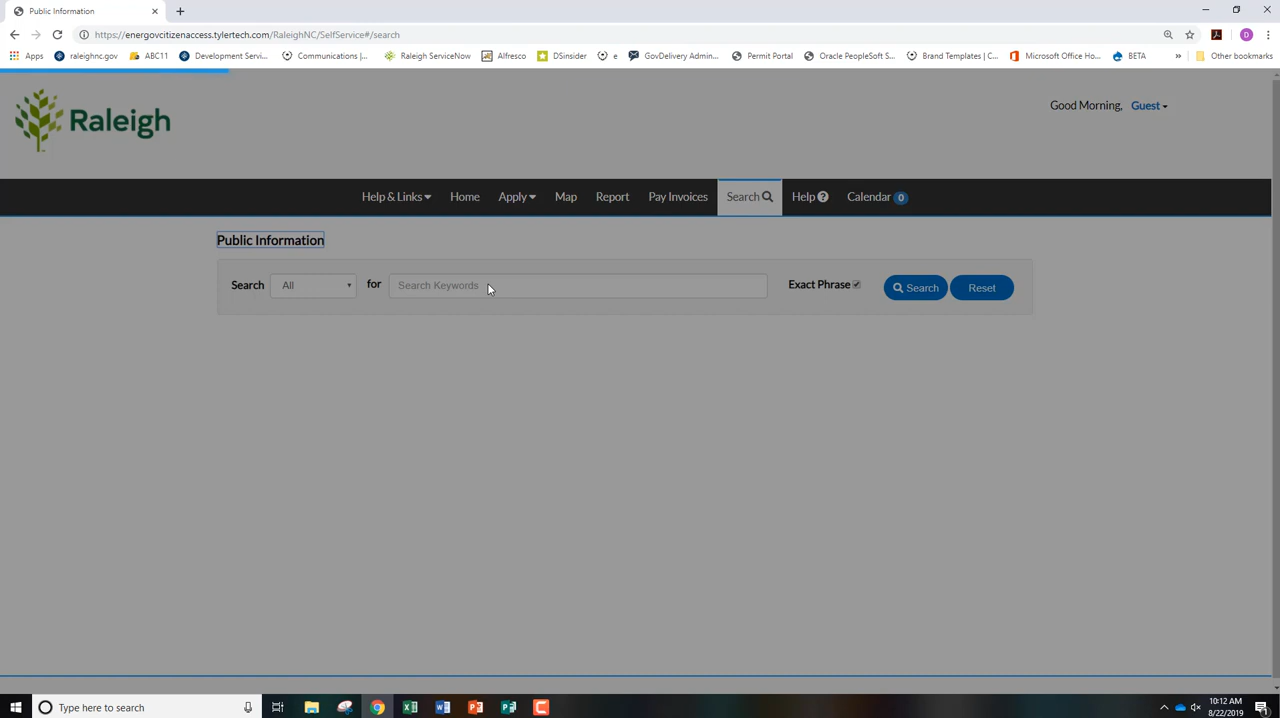 Public Information
https://energovcitizenaccess.tylertech.com/RaleighNC/SelfService#/search
Apps raleighnc.gov ABC11 Development Servi... Communications |... Raleigh ServiceNow Alfresco DSinsider e GovDelivery Admin... Permit Portal Oracle PeopleSoft S... Brand Templates | C... Microsoft Office Ho... BETA » Other bookmarks
Raleigh
Good Morning, Guest
Help & Links Home Apply Map Report Pay Invoices Search Help Calendar 0
Public Information
Search All for Search Keywords Exact Phrase Search Reset
Type here to search
10:12 AM
8/22/2019